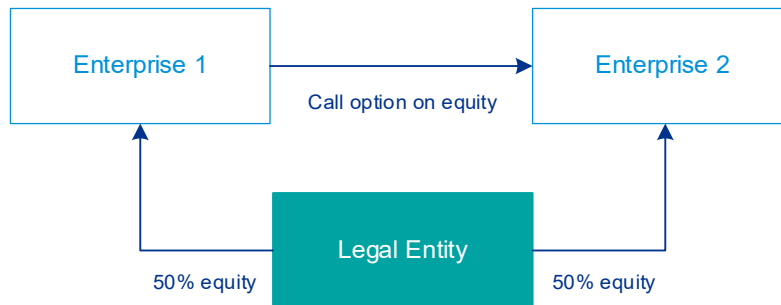 Enterprise 1
Enterprise 2
Call option on equity
Legal Entity
50% equity
50% equity